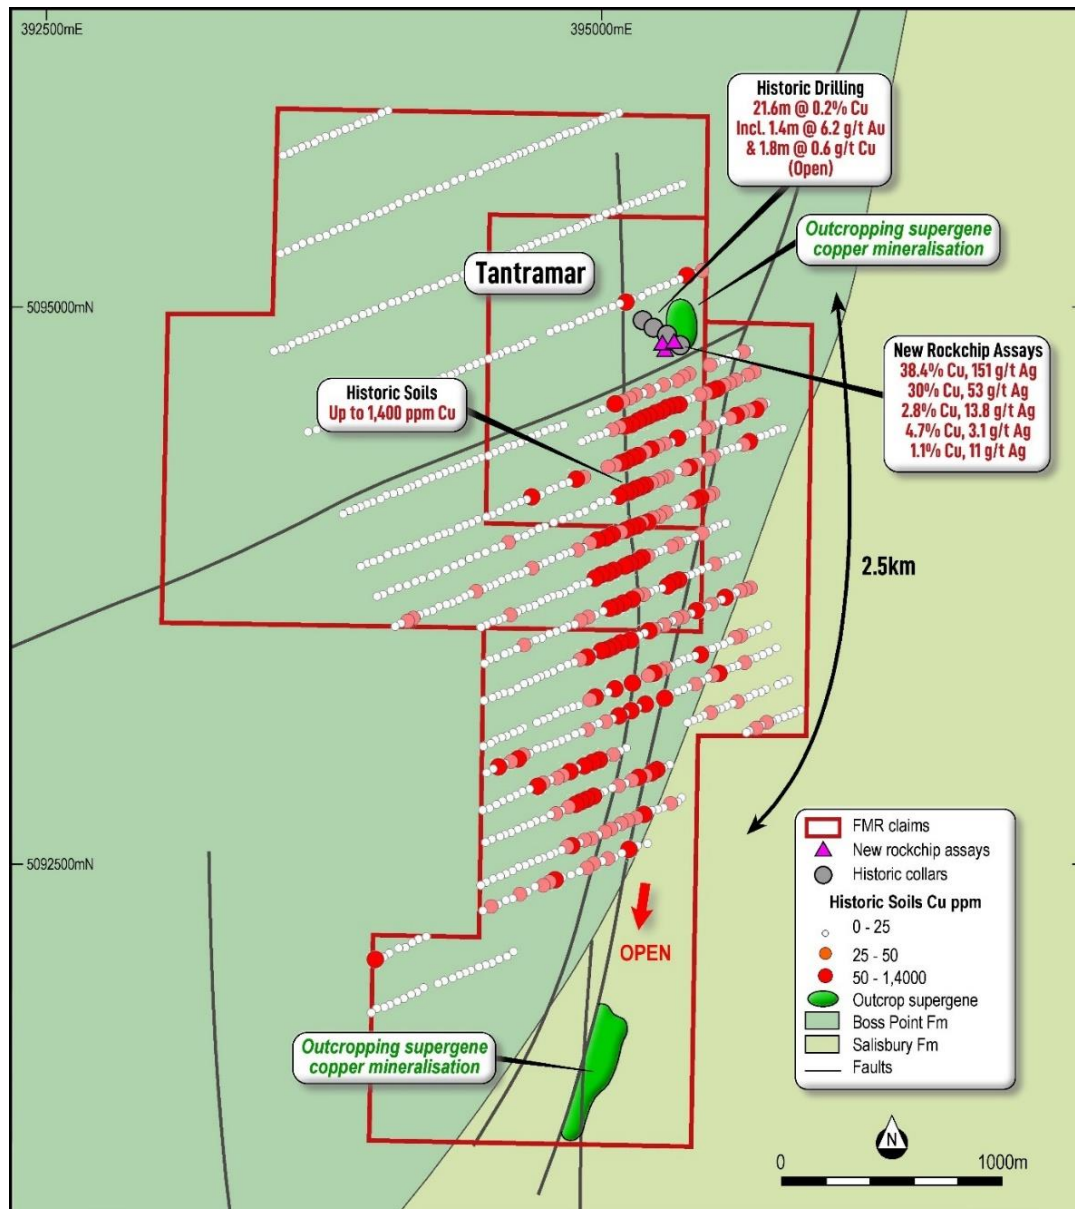 392500mE
395000mE
Historic Drilling
21.6m @ 0.2% Cu
Incl. 1.4m @ 6.2 g/t Au
& 1.8m @ 0.6 g/t Cu
(Open)
Outcropping supergene
copper mineralisation
Tantramar
5095000mN
New Rockchip Assays
38.4% Cu, 151 g/t Ag
30% Cu, 53 g/t Ag
2.8% Cu, 13.8 g/t Ag
4.7% Cu, 3.1 g/t Ag
1.1% Cu, 11 g/t Ag
Historic Soils
Up to 1,400 ppm Cu
2.5km
5092500mN
FMR claims
New rockchip assays
Historic collars
Historic Soils Cu ppm
0 - 25
25 - 50
50 - 1,4000
Outcrop supergene
Boss Point Fm
Salisbury Fm
Faults
OPEN
Outcropping supergene
copper mineralisation
N
0 1000m